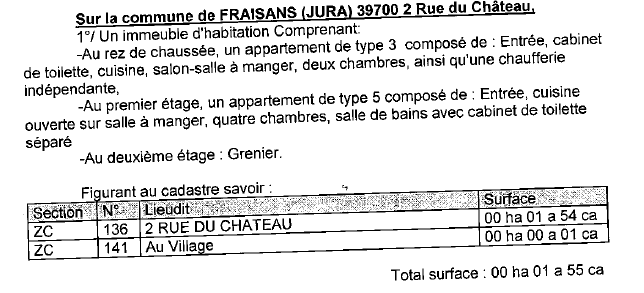 Sur la commune de FRAISANS (JURA) 39700 2 Rue du Château,
1°/ Un immeuble d'habitation Comprenant:
-Au rez de chaussée, un appartement de type 3 composé de : Entrée, cabinet
de toilette, cuisine, salon-salle à manger, deux chambres, ainsi qu'une chaufferie
indépendante,
-Au premier étage, un appartement de type 5 composé de : Entrée, cuisine
ouverte sur salle à manger, quatre chambres, salle de bains avec cabinet de toilette
séparé
-Au deuxième étage : Grenier.
Figurant au cadastre savoir :
Section N° Lieudit Surface
ZC 136 2 RUE DU CHATEAU 00 ha 01 a 54 ca
ZC 141 Au Village 00 ha 00 a 01 ca
Total surface : 00 ha 01 a 55 ca